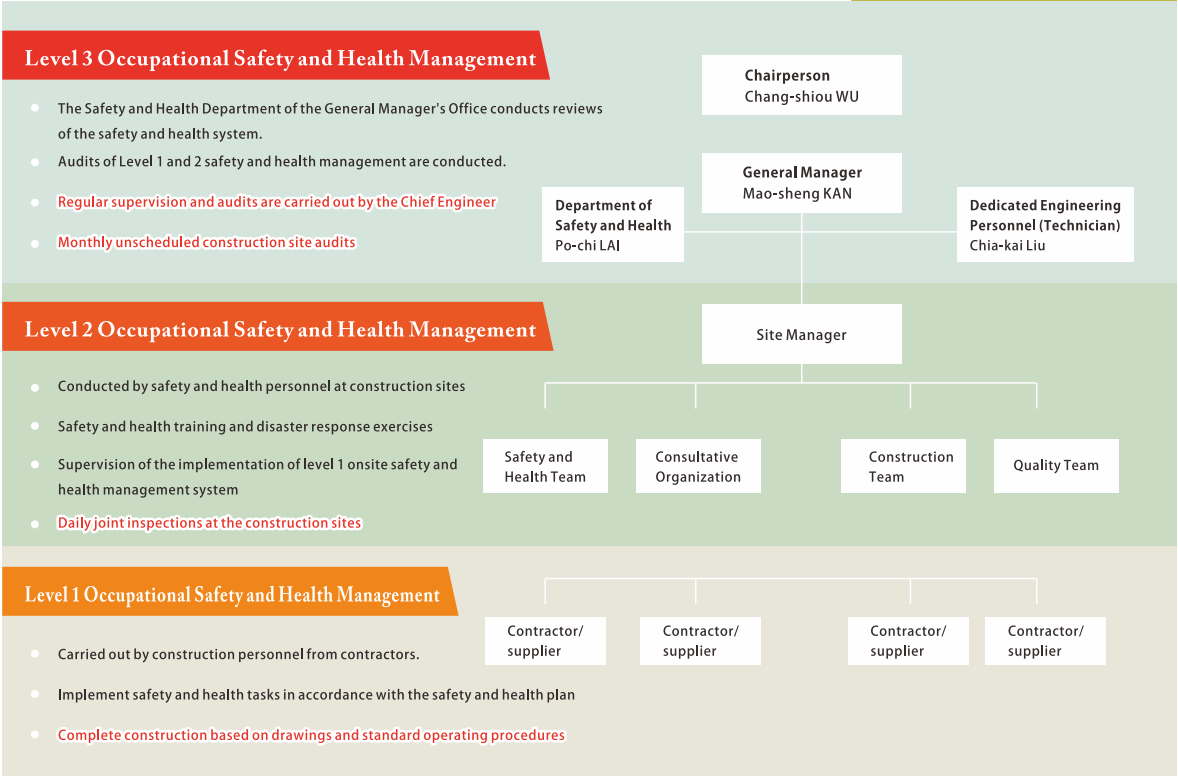 Level 3 Occupational Safety and Health Management
The Safety and Health Department of the General Manager's Office conducts reviews
of the safety and health system.
Audits of Level 1 and 2 safety and health management are conducted.
Regular supervision and audits are carried out by the Chief Engineer
Monthly unscheduled construction site audits
Chairperson
Chang-shiou WU
General Manager
Mao-sheng KAN
Department of
Safety and Health
Po-chi LAI
Dedicated Engineering
Personnel (Technician)
Chia-kai Liu
Level 2 Occupational Safety and Health Management
Conducted by safety and health personnel at construction sites
Safety and health training and disaster response exercises
Supervision of the implementation of level 1 onsite safety and
health management system
Daily joint inspections at the construction sites
Site Manager
Safety and
Health Team
Consultative
Organization
Construction
Team
Quality Team
Level 1 Occupational Safety and Health Management
Carried out by construction personnel from contractors.
Implement safety and health tasks in accordance with the safety and health plan
Complete construction based on drawings and standard operating procedures
Contractor/
supplier
Contractor/
supplier
Contractor/
supplier
Contractor/
supplier